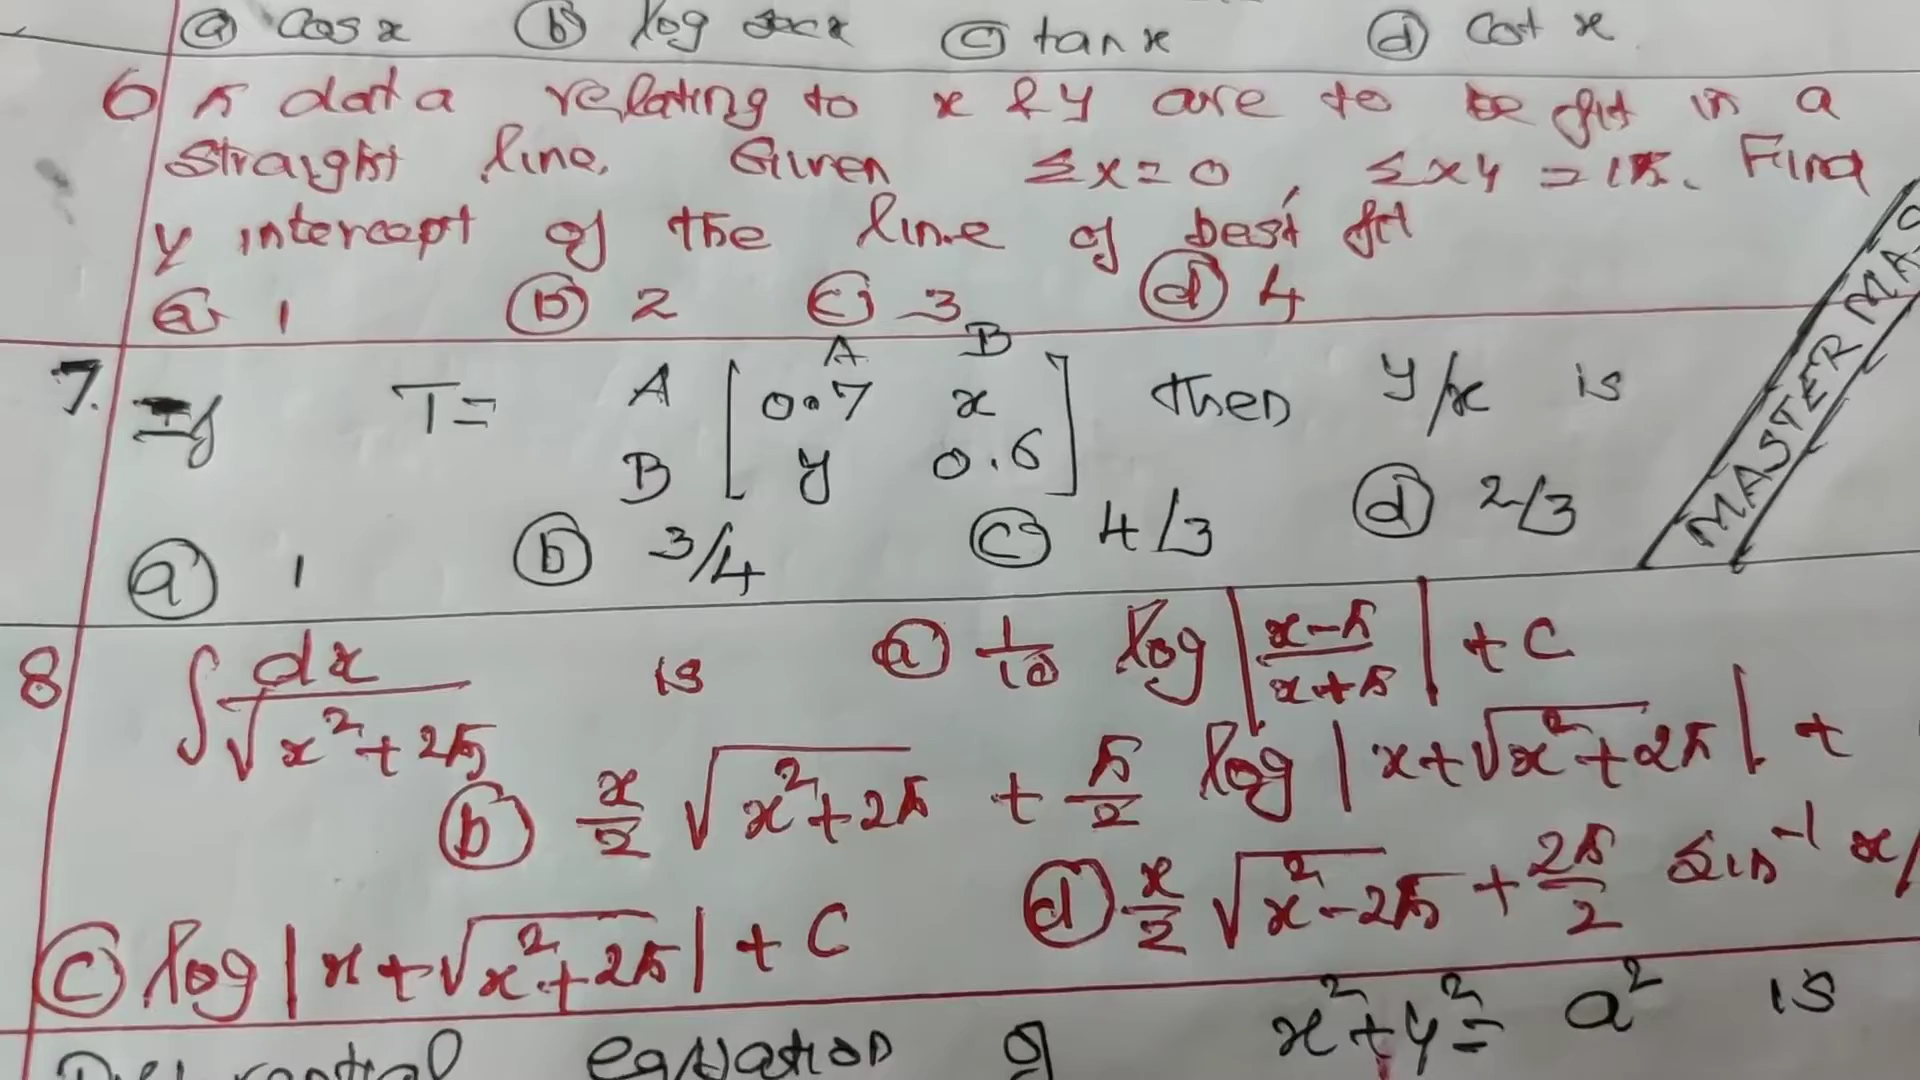 ⓐ cos x ⓑ log sec x ⓒ tan x ⓓ cot x
6 5 data relating to x & y are to be fit in a
straight line. Given Σx = 0, Σxy = 15. Find
y intercept of the line of best fit
ⓐ 1 ⓑ 2 ⓒ 3 ⓓ 4
A B
7. If T = A [ 0.7 x ] then y/x is
B [ y 0.6 ]
ⓐ 1 ⓑ 3/4 ⓒ 4/3 ⓓ 2/3
MASTER MA
8 ∫ dx/√(x² + 25) is ⓐ 1/10 log |(x-5)/(x+5)| + C
ⓑ x/2 √(x²+25) + 5/2 log |x+√(x²+25)| +
ⓒ log |x+√(x²+25)| + C ⓓ x/2 √(x²-25) + 25/2 sin⁻¹ x/
equation of x²+y² = a² is